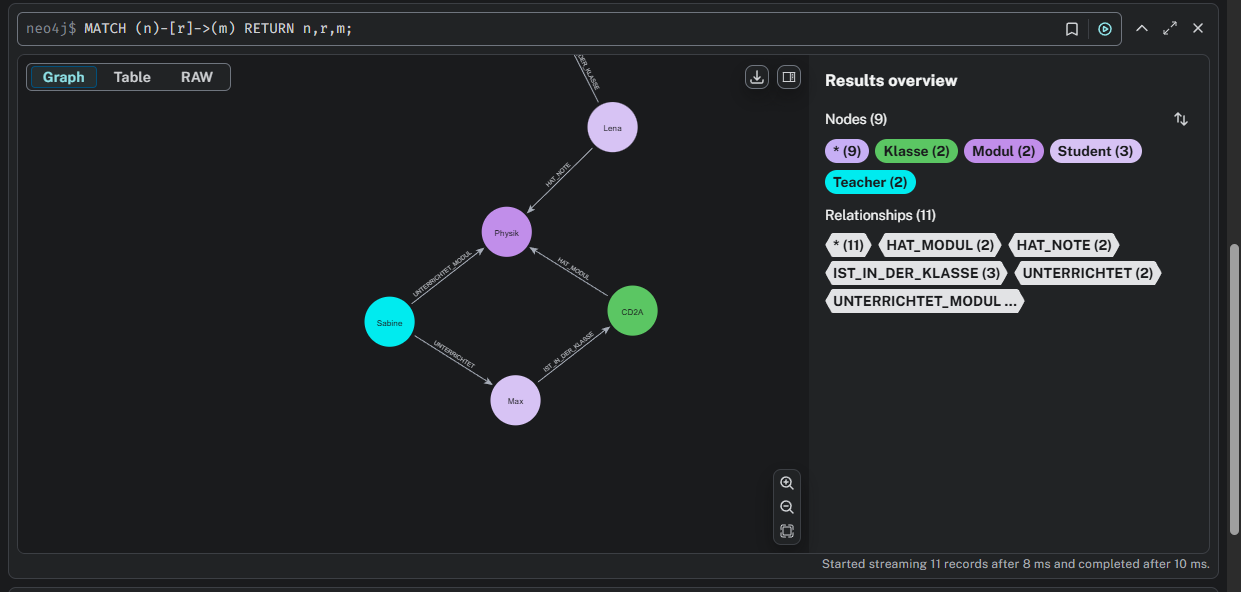 neo4j$ MATCH (n)-[r]->(m) RETURN n,r,m;
Graph Table RAW
DER_KLASSE
Lena
HAT_NOTE
Physik
UNTERRICHTET_MODUL
HAT_MODUL
Sabine
CD2A
UNTERRICHTET
IST_IN_DER_KLASSE
Max
Results overview
Nodes (9)
* (9) Klasse (2) Modul (2) Student (3)
Teacher (2)
Relationships (11)
* (11) HAT_MODUL (2) HAT_NOTE (2)
IST_IN_DER_KLASSE (3) UNTERRICHTET (2)
UNTERRICHTET_MODUL ...
Started streaming 11 records after 8 ms and completed after 10 ms.